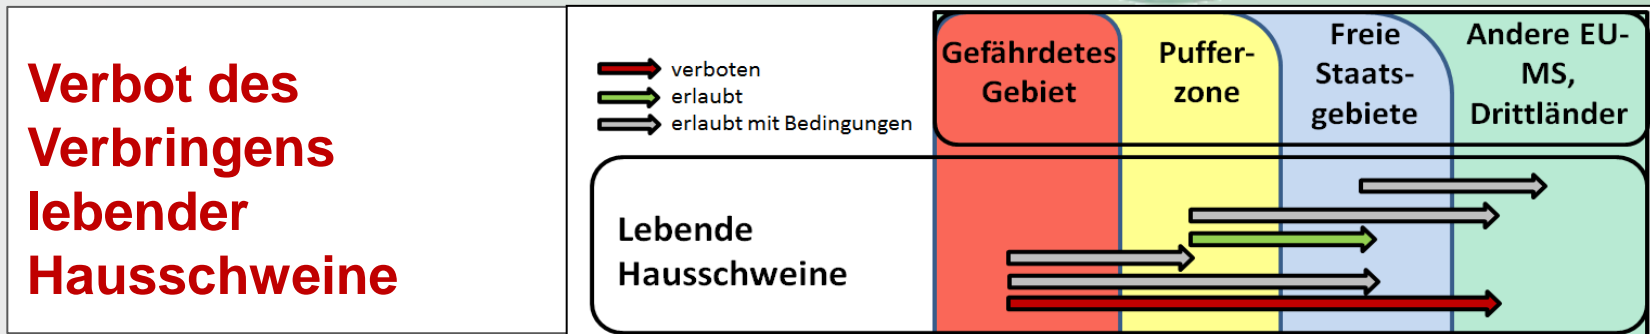 Verbot des
Verbringens
lebender
Hausschweine
verboten
erlaubt
erlaubt mit Bedingungen
Gefährdetes
Gebiet
Puffer-
zone
Freie
Staats-
gebiete
Andere EU-
MS,
Drittländer
Lebende
Hausschweine